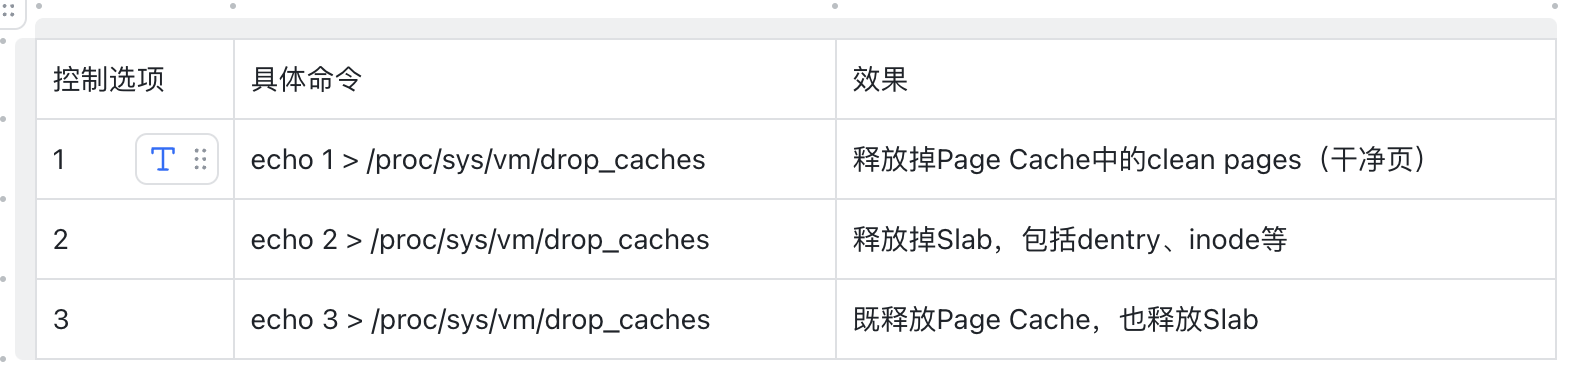 控制选项 具体命令 效果
1 echo 1 > /proc/sys/vm/drop_caches 释放掉Page Cache中的clean pages（干净页）
2 echo 2 > /proc/sys/vm/drop_caches 释放掉Slab，包括dentry、inode等
3 echo 3 > /proc/sys/vm/drop_caches 既释放Page Cache，也释放Slab